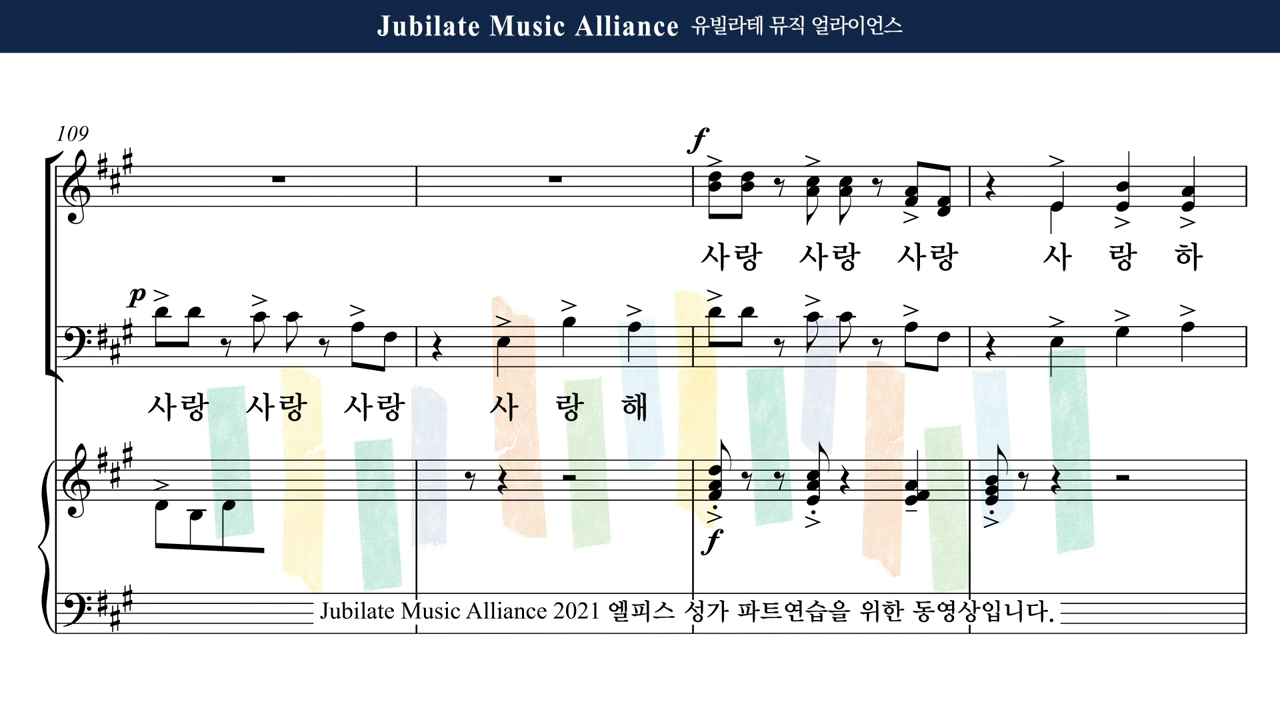 Jubilate Music Alliance 유빌라테 뮤직 얼라이언스
109
f
사랑 사랑 사랑 사 랑 하
p
사랑 사랑 사랑 사 랑 해
f
Jubilate Music Alliance 2021 엘피스 성가 파트연습을 위한 동영상입니다.